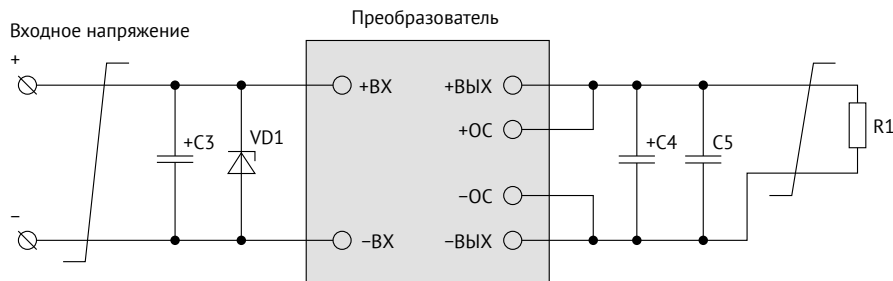 Преобразователь
Входное напряжение
+
+ВХ
+ВЫХ
+ОС
R1
+C3
VD1
+C4
C5
−ОС
−
−ВХ
−ВЫХ